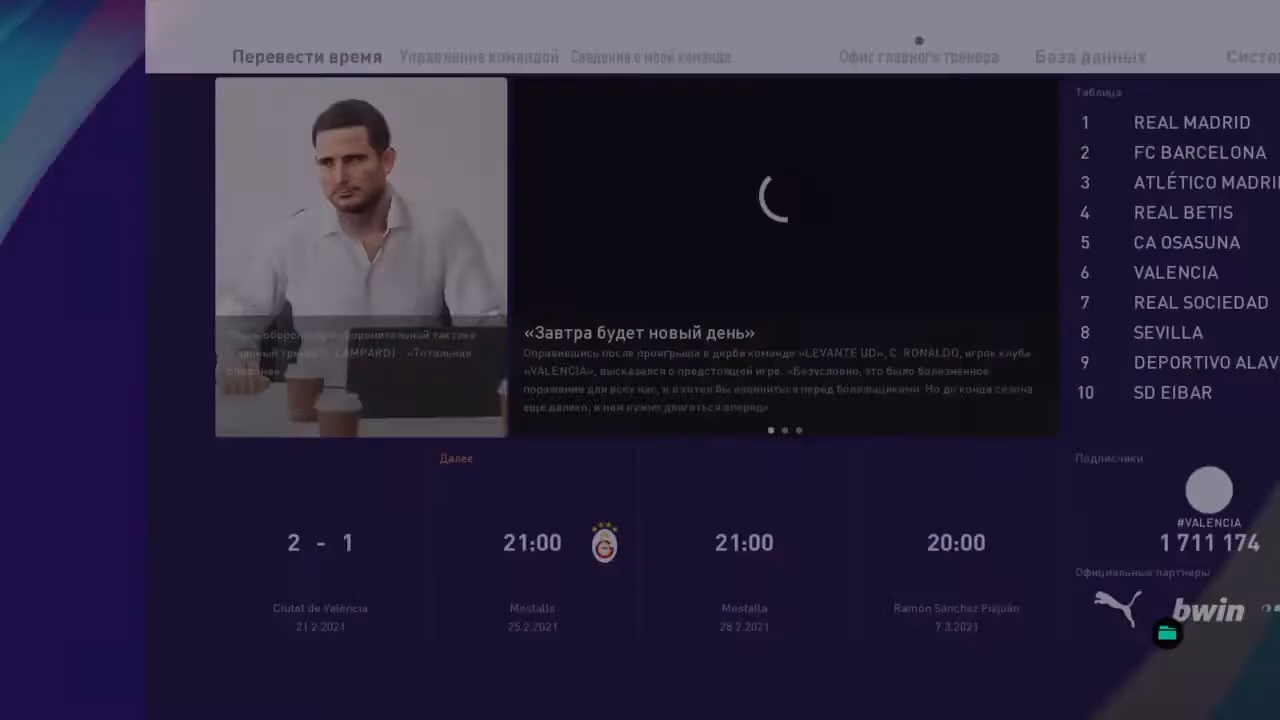 Перевести время
Управление командой
Сведения о моей команде
Офис главного тренера
База данных
Таблица
1 REAL MADRID
2 FC BARCELONA
3 ATLÉTICO MADRI
4 REAL BETIS
5 CA OSASUNA
6 VALENCIA
7 REAL SOCIEDAD
8 SEVILLA
9 DEPORTIVO ALAV
10 SD EIBAR
«Завтра будет новый день»
Оправившись после проигрыша в дерби команде «LEVANTE UD», C. RONALDO, игрок клуба
«VALENCIA», высказался о предстоящей игре. «Безусловно, это было болезненное
поражение для всех нас, и я хотел бы извиниться перед болельщиками. Но до конца сезона
еще далеко, и нам нужно двигаться вперед»
Далее
2 - 1
21:00
21:00
20:00
Ciutat de València
21.2.2021
Mestalla
25.2.2021
Mestalla
28.2.2021
Ramón Sánchez Pizjuán
7.3.2021
Подписчики
#VALENCIA
1 711 174
Официальные партнеры
bwin